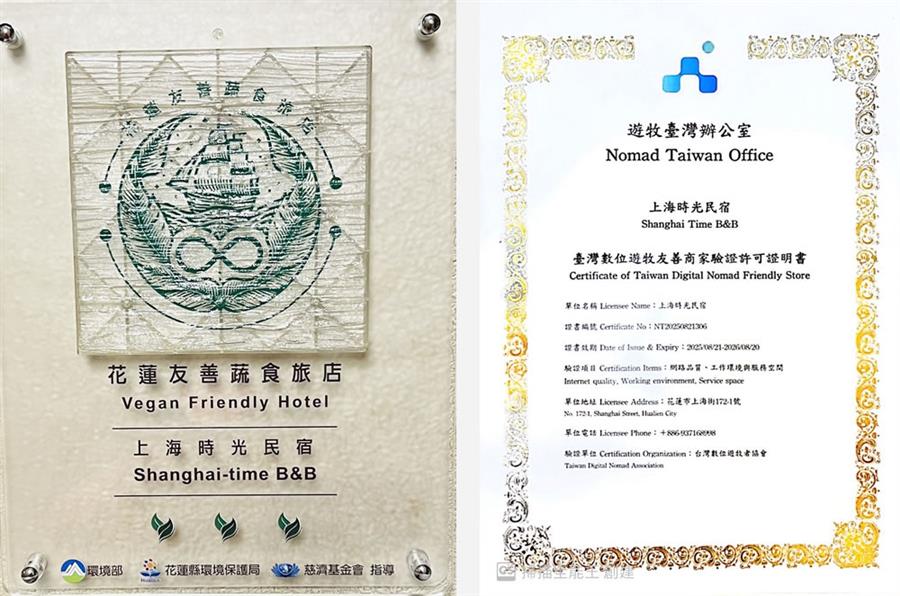 花蓮友善蔬食旅店
花蓮友善蔬食旅店
Vegan Friendly Hotel
上海時光民宿
Shanghai-time B&B
環境部
HUALIEN
花蓮縣環境保護局
慈濟基金會 指導
遊牧臺灣辦公室
Nomad Taiwan Office
上海時光民宿
Shanghai Time B&B
臺灣數位遊牧友善商家驗證許可證明書
Certificate of Taiwan Digital Nomad Friendly Store
單位名稱 Licensee Name：上海時光民宿
證書編號 Certificate No：NT20250821306
證書效期 Date of Issue & Expiry：2025/08/21-2026/08/20
驗證項目 Certification Items：網路品質、工作環境與服務空間
Internet quality, Working environment, Service space
單位地址 Licensee Address：花蓮市上海街172-1號
No. 172-1, Shanghai Street, Hualien City
單位電話 Licensee Phone：+886-937168998
驗證單位 Certification Organization：台灣數位遊牧者協會
Taiwan Digital Nomad Association
CS 掃描全能王 創建